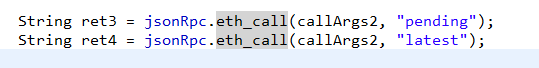 String ret3 = jsonRpc.eth_call(callArgs2, "pending");
String ret4 = jsonRpc.eth_call(callArgs2, "latest");